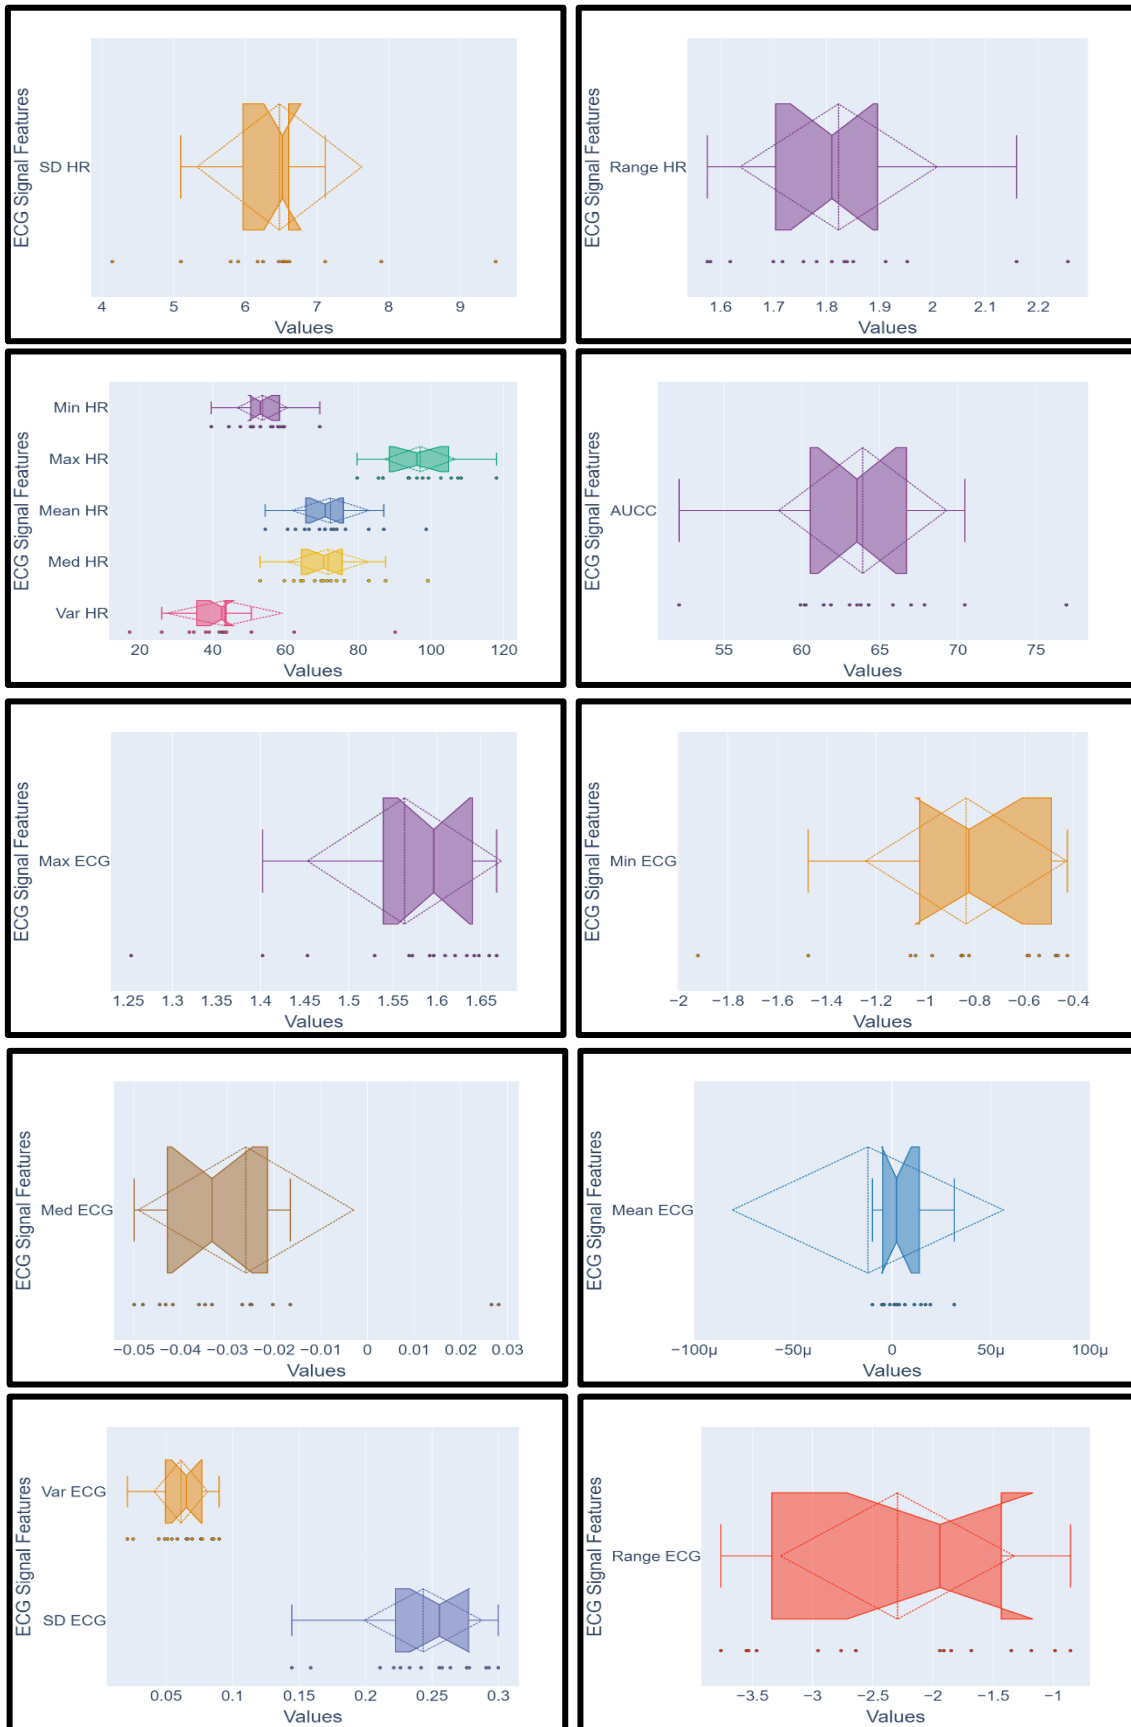 ECG Signal Features
SD HR
4 5 6 7 8 9
Values
ECG Signal Features
Range HR
1.6 1.7 1.8 1.9 2 2.1 2.2
Values
ECG Signal Features
Min HR
Max HR
Mean HR
Med HR
Var HR
20 40 60 80 100 120
Values
ECG Signal Features
AUCC
55 60 65 70 75
Values
ECG Signal Features
Max ECG
1.25 1.3 1.35 1.4 1.45 1.5 1.55 1.6 1.65
Values
ECG Signal Features
Min ECG
−2 −1.8 −1.6 −1.4 −1.2 −1 −0.8 −0.6 −0.4
Values
ECG Signal Features
Med ECG
−0.05 −0.04 −0.03 −0.02 −0.01 0 0.01 0.02 0.03
Values
ECG Signal Features
Mean ECG
−100μ −50μ 0 50μ 100μ
Values
ECG Signal Features
Var ECG
SD ECG
0.05 0.1 0.15 0.2 0.25 0.3
Values
ECG Signal Features
Range ECG
−3.5 −3 −2.5 −2 −1.5 −1
Values